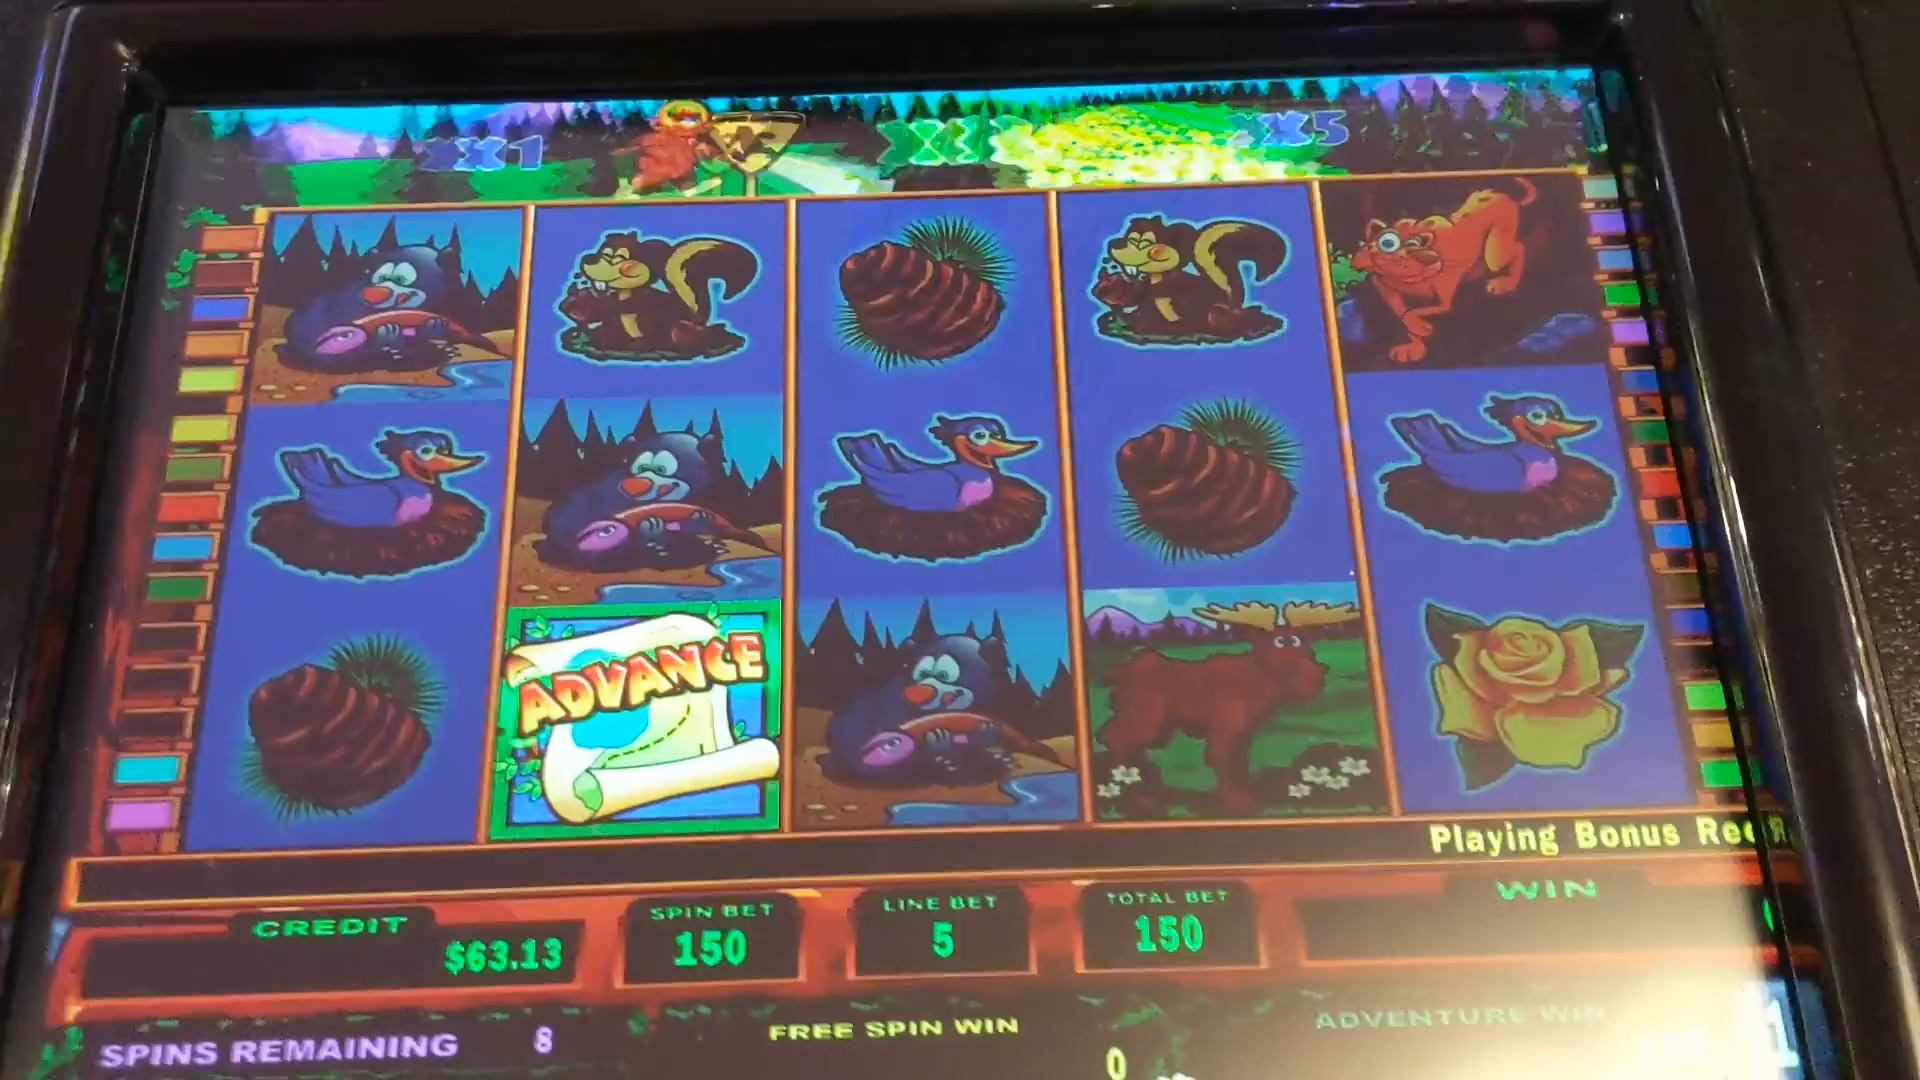 X1
X5
ADVANCE
Playing Bonus
CREDIT
$63.13
SPIN BET
150
LINE BET
5
TOTAL BET
150
WIN
SPINS REMAINING 8
FREE SPIN WIN
0
ADVENTURE WIN